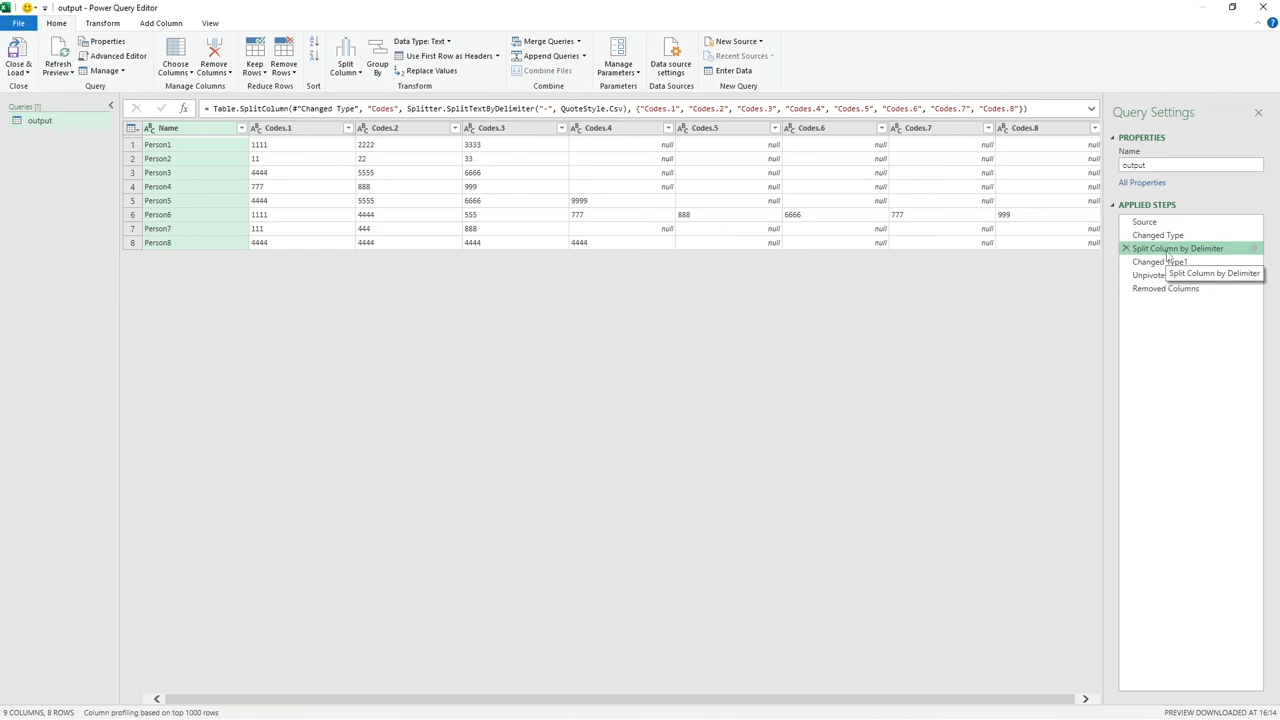 output - Power Query Editor
File Home Transform Add Column View
Close & Load
Close
Refresh Preview
Properties
Advanced Editor
Manage
Query
Choose Columns
Remove Columns
Manage Columns
Keep Rows
Remove Rows
Reduce Rows
Sort
Split Column
Group By
Data Type: Text
Use First Row as Headers
Replace Values
Transform
Merge Queries
Append Queries
Combine Files
Combine
Manage Parameters
Parameters
Data source settings
Data Sources
New Source
Recent Sources
Enter Data
New Query
Queries [1]
output
fx = Table.SplitColumn(#"Changed Type", "Codes", Splitter.SplitTextByDelimiter("-", QuoteStyle.Csv), {"Codes.1", "Codes.2", "Codes.3", "Codes.4", "Codes.5", "Codes.6", "Codes.7", "Codes.8"})
Name Codes.1 Codes.2 Codes.3 Codes.4 Codes.5 Codes.6 Codes.7 Codes.8
1 Person1 1111 2222 3333 null null null null null
2 Person2 11 22 33 null null null null null
3 Person3 4444 5555 6666 null null null null null
4 Person4 777 888 999 null null null null null
5 Person5 4444 5555 6666 9999 null null null null
6 Person6 1111 4444 555 777 888 6666 777 999
7 Person7 111 444 888 null null null null null
8 Person8 4444 4444 4444 4444 null null null null
Query Settings
PROPERTIES
Name
output
All Properties
APPLIED STEPS
Source
Changed Type
Split Column by Delimiter
Changed Type1
Unpivote
Split Column by Delimiter
Removed Columns
9 COLUMNS, 8 ROWS Column profiling based on top 1000 rows
PREVIEW DOWNLOADED AT 16:14